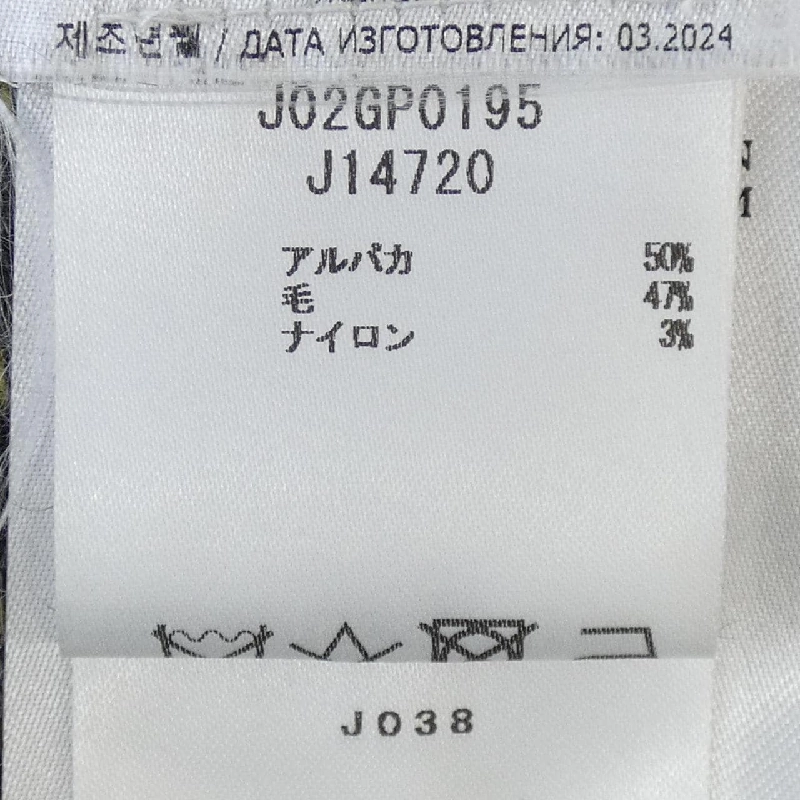 제조년월 / ДАТА ИЗГОТОВЛЕНИЯ: 03.2024
J02GP0195
J14720
アルパカ 50%
毛 47%
ナイロン 3%
J038